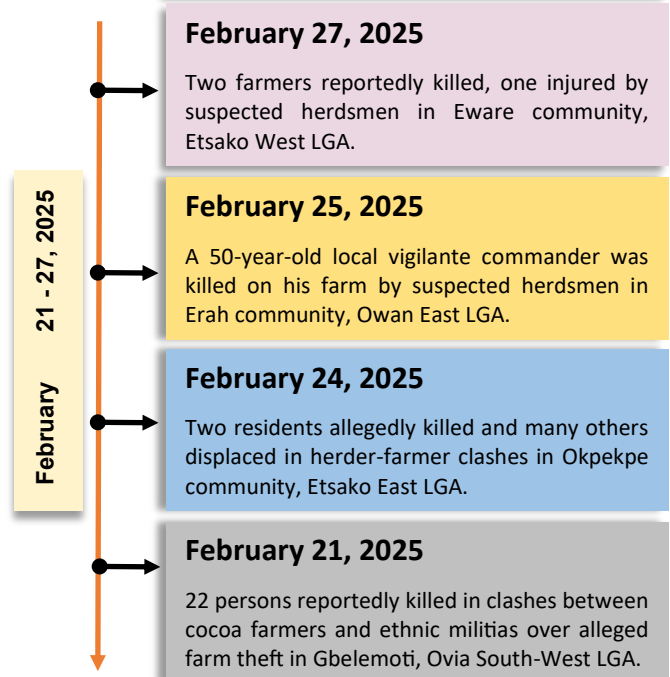 February 27, 2025
Two farmers reportedly killed, one injured by
suspected herdsmen in Eware community,
Etsako West LGA.
February 21 - 27, 2025
February 25, 2025
A 50-year-old local vigilante commander was
killed on his farm by suspected herdsmen in
Erah community, Owan East LGA.
February 24, 2025
Two residents allegedly killed and many others
displaced in herder-farmer clashes in Okpekpe
community, Etsako East LGA.
February 21, 2025
22 persons reportedly killed in clashes between
cocoa farmers and ethnic militias over alleged
farm theft in Gbelemoti, Ovia South-West LGA.